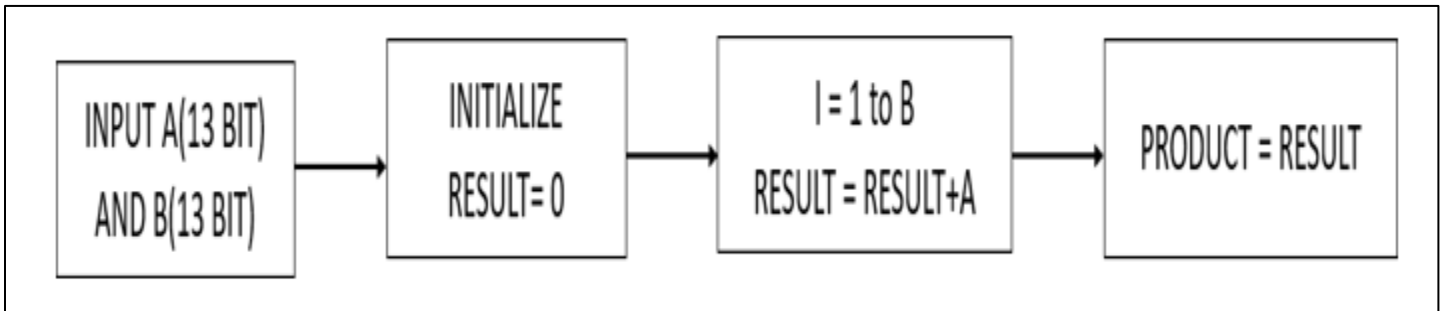 INPUT A(13 BIT)
AND B(13 BIT)
INITIALIZE
RESULT= 0
I = 1 to B
RESULT = RESULT+A
PRODUCT = RESULT